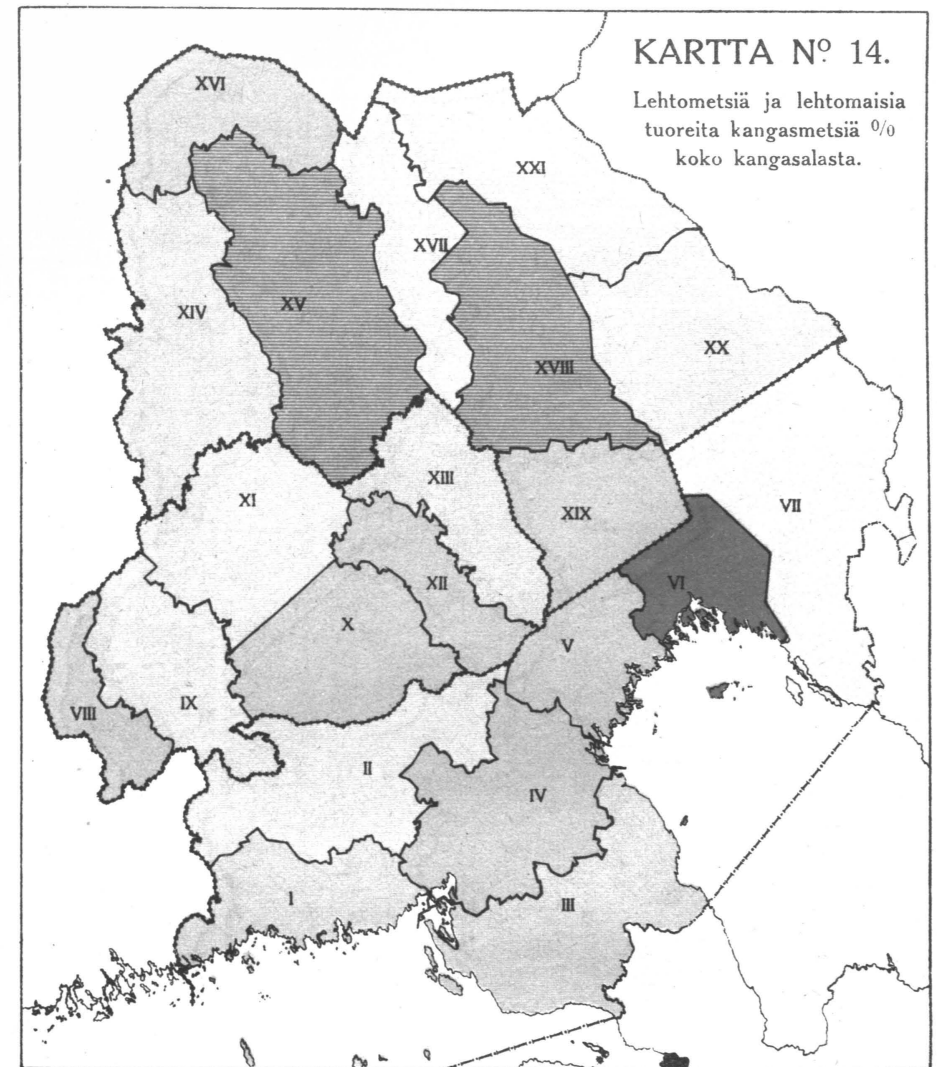 KARTTA Nº 14.
Lehtometsiä ja lehtomaisia
tuoreita kangasmetsiä %
koko kangasalasta.
XVI
XXI
XVII
XV
XIV
XX
XVIII
XIII
XI
VII
XIX
XII
VI
X
V
IX
VIII
II
IV
I
III